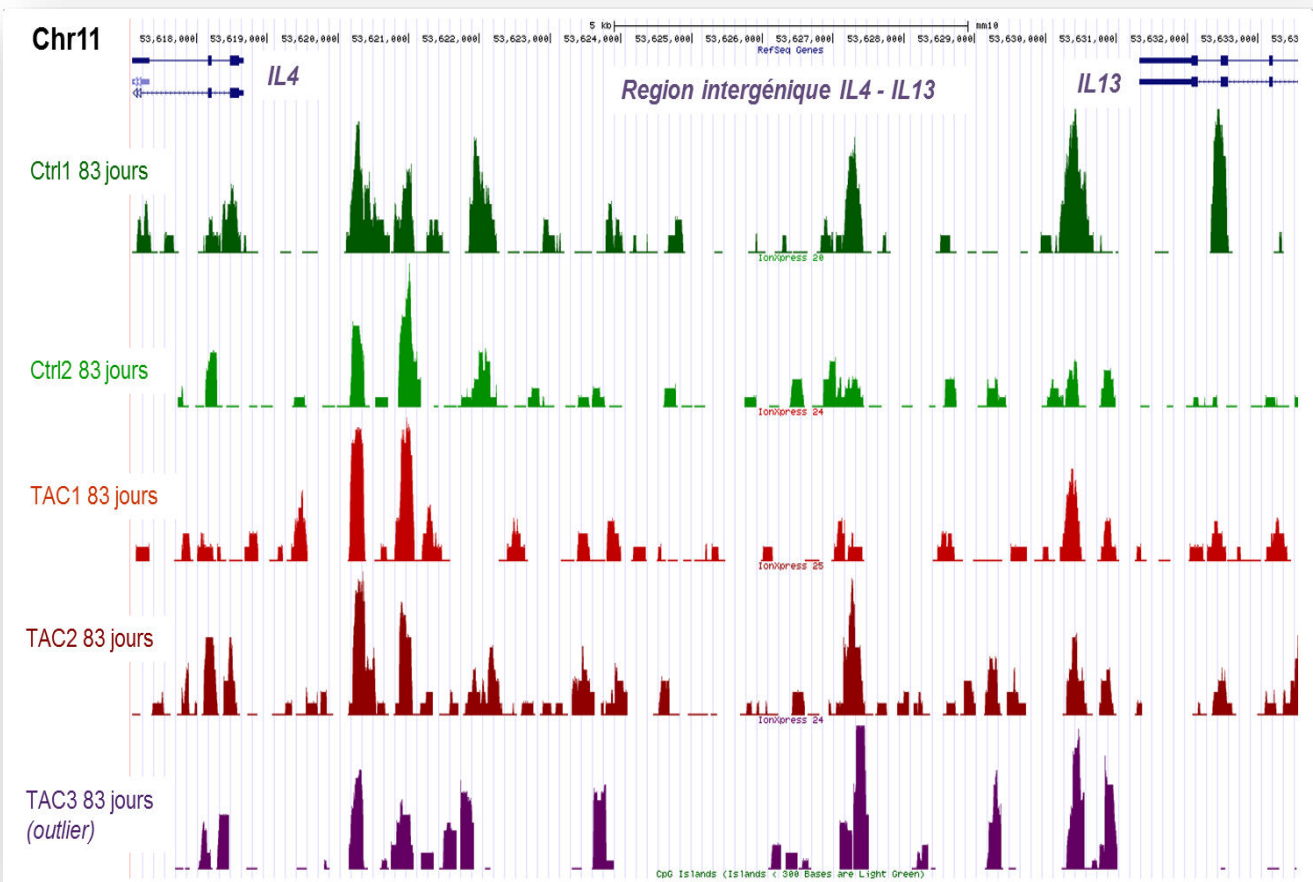 Chr11
5 kb mm10
53,618,000| 53,619,000| 53,620,000| 53,621,000| 53,622,000| 53,623,000| 53,624,000| 53,625,000| 53,626,000| 53,627,000| 53,628,000| 53,629,000| 53,630,000| 53,631,000| 53,632,000| 53,633,000| 53,63
RefSeq Genes
IL4
Region intergénique IL4 - IL13
IL13
Ctrl1 83 jours
IonXpress 20
Ctrl2 83 jours
IonXpress 24
TAC1 83 jours
IonXpress 25
TAC2 83 jours
IonXpress 24
TAC3 83 jours
(outlier)
CpG Islands (Islands < 300 Bases are Light Green)